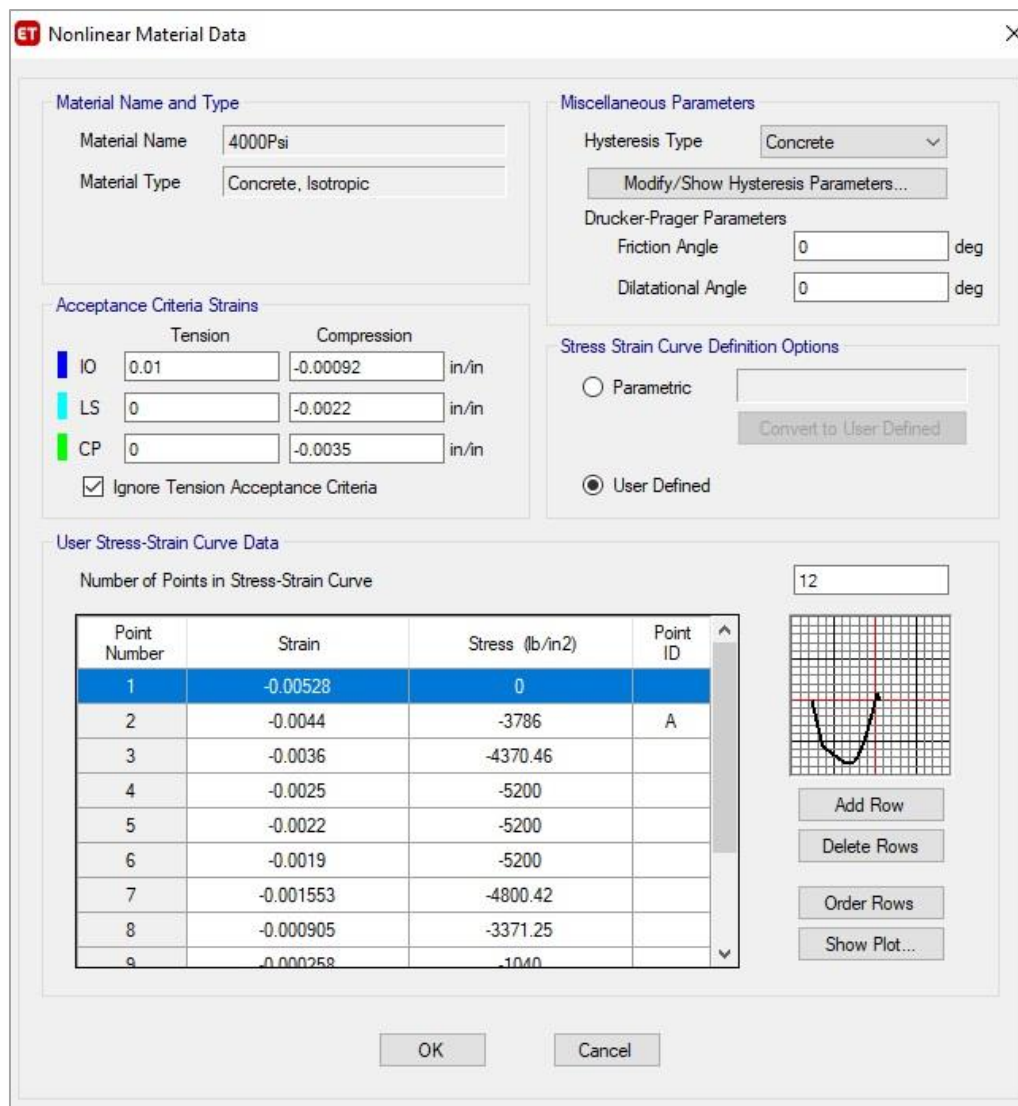 ET Nonlinear Material Data
Material Name and Type
Material Name 4000Psi
Material Type Concrete, Isotropic
Miscellaneous Parameters
Hysteresis Type Concrete
Modify/Show Hysteresis Parameters...
Drucker-Prager Parameters
Friction Angle 0 deg
Dilatational Angle 0 deg
Acceptance Criteria Strains
Tension Compression
IO 0.01 -0.00092 in/in
LS 0 -0.0022 in/in
CP 0 -0.0035 in/in
Ignore Tension Acceptance Criteria
Stress Strain Curve Definition Options
Parametric
Convert to User Defined
User Defined
User Stress-Strain Curve Data
Number of Points in Stress-Strain Curve 12
Point Number Strain Stress (lb/in2) Point ID
1 -0.00528 0
2 -0.0044 -3786 A
3 -0.0036 -4370.46
4 -0.0025 -5200
5 -0.0022 -5200
6 -0.0019 -5200
7 -0.001553 -4800.42
8 -0.000905 -3371.25
9 -0.000258 -1040
Add Row
Delete Rows
Order Rows
Show Plot...
OK Cancel